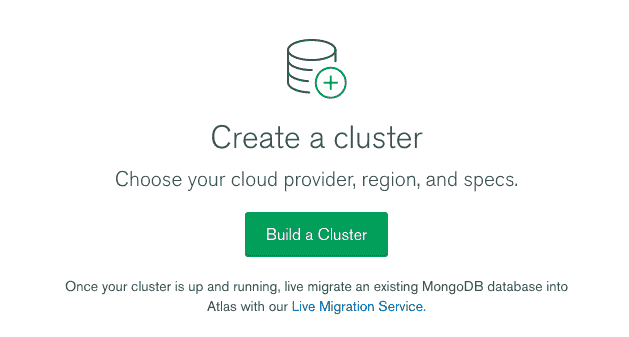 Create a cluster
Choose your cloud provider, region, and specs.
Build a Cluster
Once your cluster is up and running, live migrate an existing MongoDB database into
Atlas with our Live Migration Service.